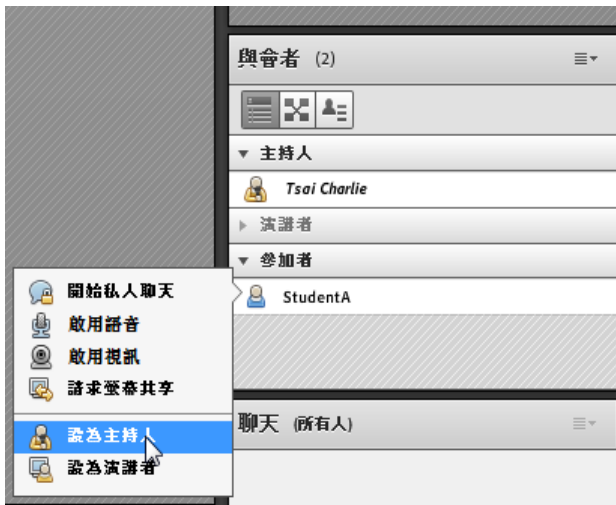 與會者 (2)
主持人
Tsai Charlie
演講者
參加者
StudentA
開始私人聊天
啟用語音
啟用視訊
請求螢幕共享
設為主持人
設為演講者
聊天 (所有人)